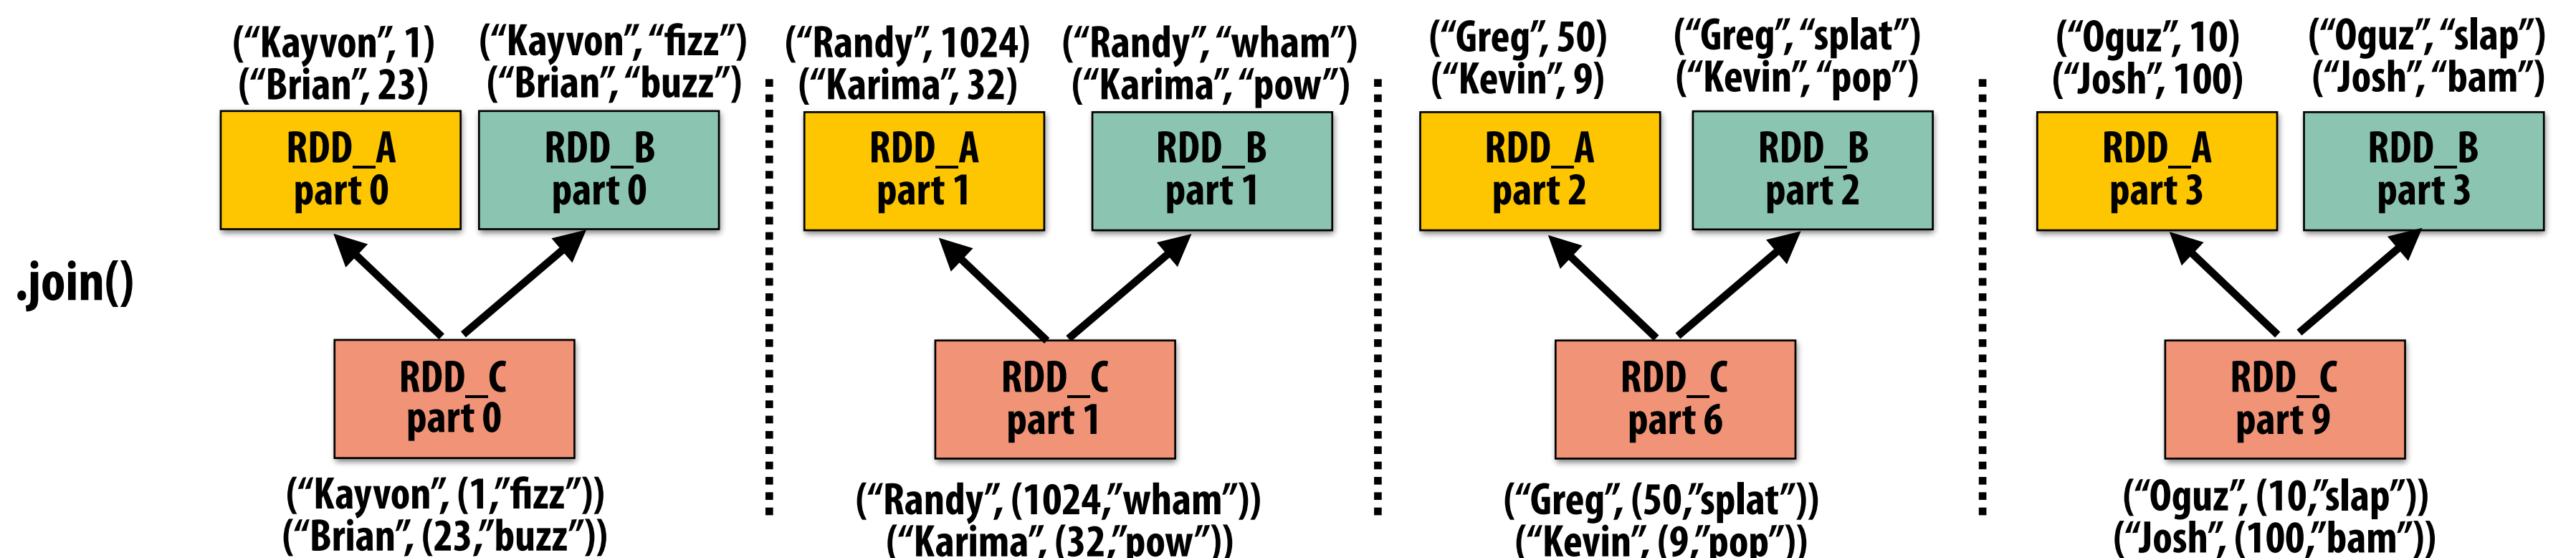 (“Kayvon”, 1)
(“Brian”, 23)
(“Kayvon”, “fizz”)
(“Brian”, “buzz”)
(“Randy”, 1024)
(“Karima”, 32)
(“Randy”, “wham”)
(“Karima”, “pow”)
(“Greg”, 50)
(“Kevin”, 9)
(“Greg”, “splat”)
(“Kevin”, “pop”)
(“Oguz”, 10)
(“Josh”, 100)
(“Oguz”, “slap”)
(“Josh”, “bam”)
RDD_A
part 0
RDD_B
part 0
RDD_A
part 1
RDD_B
part 1
RDD_A
part 2
RDD_B
part 2
RDD_A
part 3
RDD_B
part 3
.join()
RDD_C
part 0
RDD_C
part 1
RDD_C
part 6
RDD_C
part 9
(“Kayvon”, (1,”fizz”))
(“Brian”, (23,”buzz”))
(“Randy”, (1024,”wham”))
(“Karima”, (32,”pow”))
(“Greg”, (50,”splat”))
(“Kevin”, (9,”pop”))
(“Oguz”, (10,”slap”))
(“Josh”, (100,”bam”))